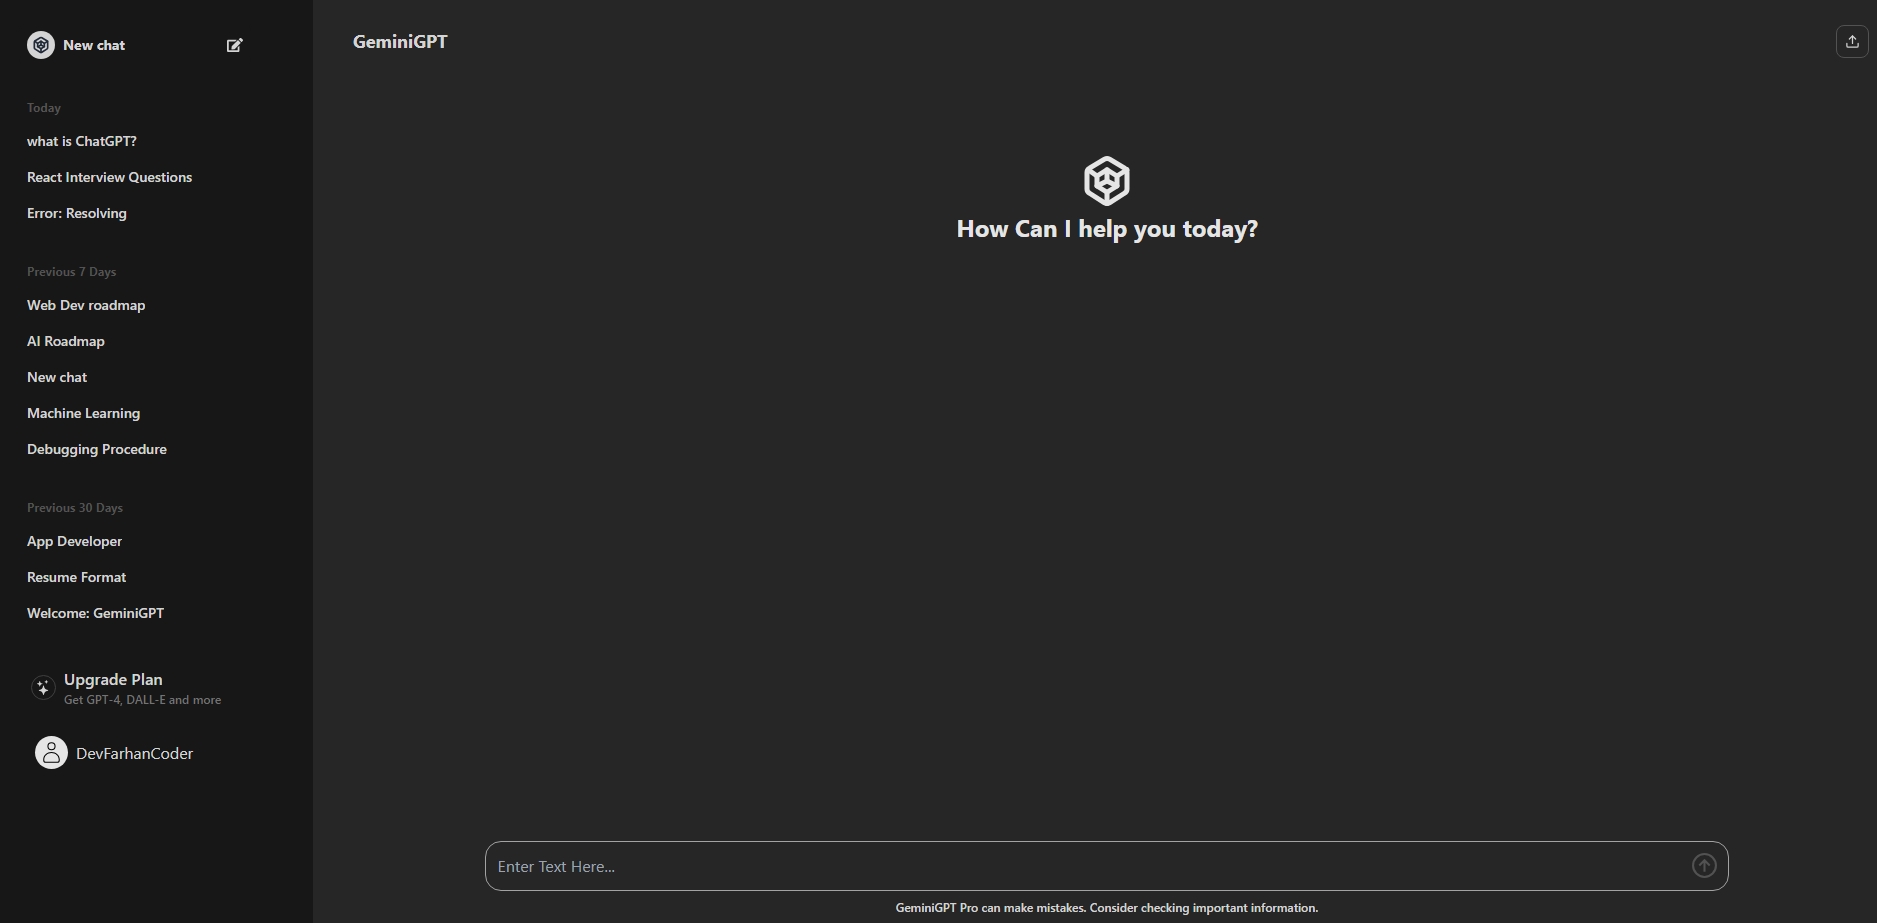 New chat
Today
what is ChatGPT?
React Interview Questions
Error: Resolving
Previous 7 Days
Web Dev roadmap
AI Roadmap
New chat
Machine Learning
Debugging Procedure
Previous 30 Days
App Developer
Resume Format
Welcome: GeminiGPT
Upgrade Plan
Get GPT-4, DALL-E and more
DevFarhanCoder
GeminiGPT
How Can I help you today?
Enter Text Here...
GeminiGPT Pro can make mistakes. Consider checking important information.